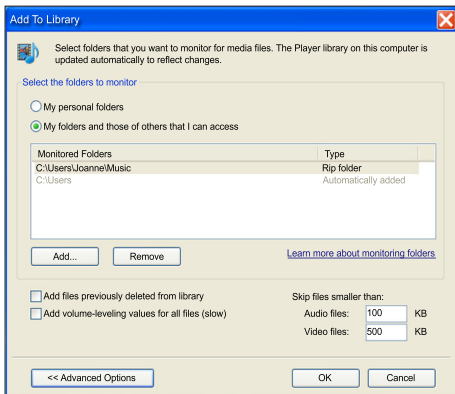 Add To Library
Select folders that you want to monitor for media files. The Player library on this computer is
updated automatically to reflect changes.
Select the folders to monitor
My personal folders
My folders and those of others that I can access
Monitored Folders Type
C:\Users\Joanne\Music Rip folder
C:\Users Automatically added
Add... Remove Learn more about monitoring folders
Add files previously deleted from library Skip files smaller than:
Add volume-leveling values for all files (slow) Audio files: 100 KB
Video files: 500 KB
<< Advanced Options OK Cancel